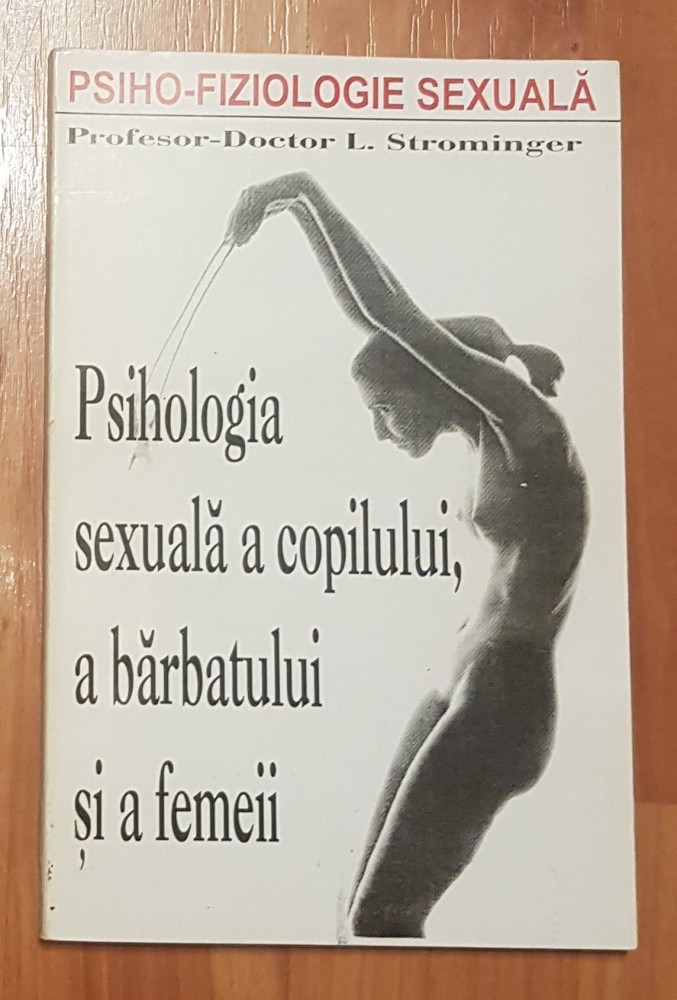 PSIHO-FIZIOLOGIE SEXUALĂ
Profesor-Doctor L. Strominger
Psihologia
sexuală a copilului,
a bărbatului
și a femeii